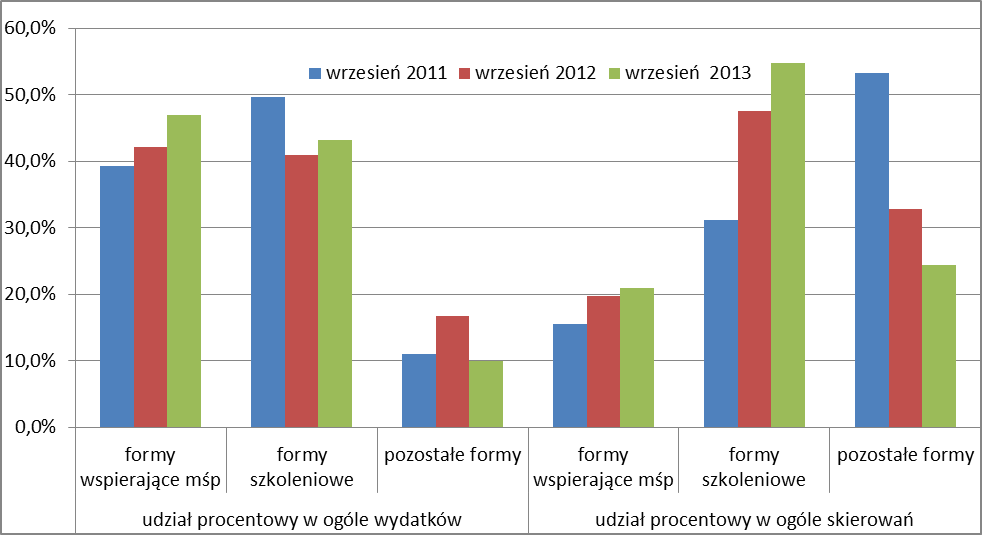 60,0%
50,0%
40,0%
30,0%
20,0%
10,0%
0,0%
wrzesień 2011 wrzesień 2012 wrzesień 2013
formy wspierające mśp
formy szkoleniowe
pozostałe formy
formy wspierające mśp
formy szkoleniowe
pozostałe formy
udział procentowy w ogóle wydatków
udział procentowy w ogóle skierowań